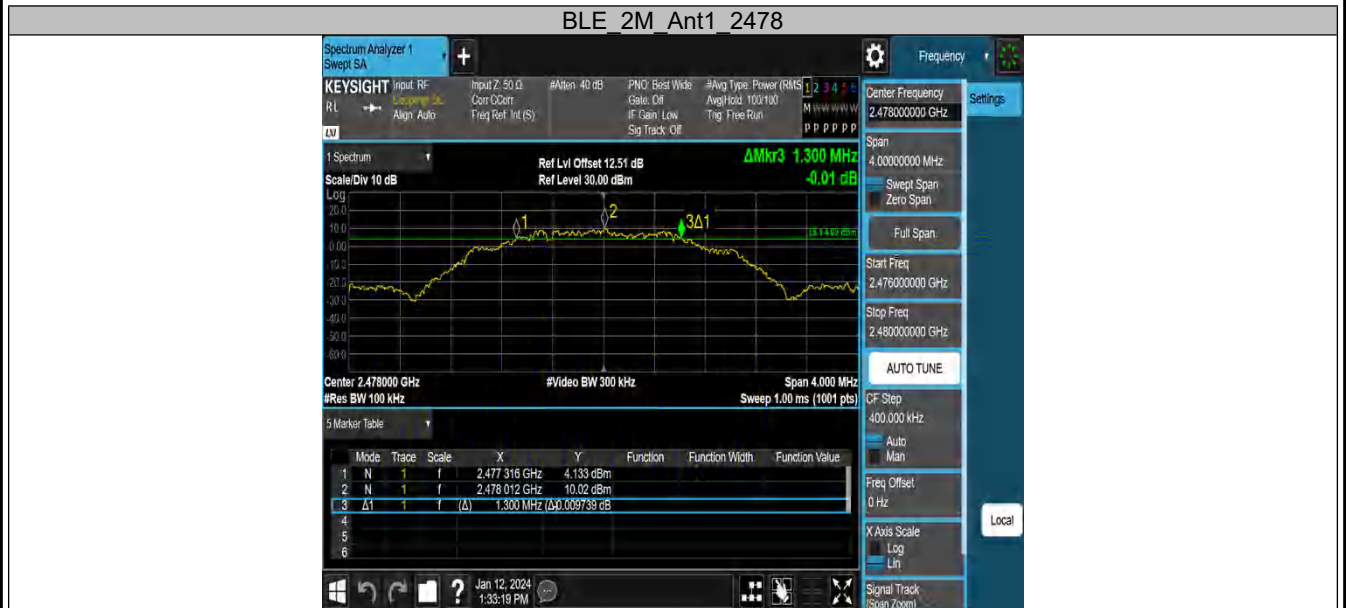 BLE_2M_Ant1_2478
Spectrum Analyzer 1
Swept SA
+
Frequency
KEYSIGHT
RL
LXI
Input: RF
Coupling: DC
Align: Auto
Input Z: 50 Ω
Corr CCorr
Freq Ref: Int (S)
#Atten: 40 dB
PNO: Best Wide
Gate: Off
IF Gain: Low
Sig Track: Off
#Avg Type: Power (RMS
Avg|Hold: 100/100
Trig: Free Run
1 2 3 4 5 6
M W W W W W
P P P P P P
Center Frequency
2.478000000 GHz
Settings
Span
4.00000000 MHz
Swept Span
Zero Span
Full Span
Start Freq
2.476000000 GHz
Stop Freq
2.480000000 GHz
AUTO TUNE
CF Step
400.000 kHz
Auto
Man
Freq Offset
0 Hz
X Axis Scale
Log
Lin
Signal Track
(Span Zoom)
Local
1 Spectrum
Scale/Div 10 dB
Log
Ref Lvl Offset 12.51 dB
Ref Level 30.00 dBm
ΔMkr3 1.300 MHz
-0.01 dB
20.0
10.0
0.00
-10.0
-20.0
-30.0
-40.0
-50.0
-60.0
1
2
3Δ1
DL1 4.02 dBm
Center 2.478000 GHz
#Res BW 100 kHz
#Video BW 300 kHz
Span 4.000 MHz
Sweep 1.00 ms (1001 pts)
5 Marker Table
Mode Trace Scale X Y Function Function Width Function Value
1 N 1 f 2.477 316 GHz 4.133 dBm
2 N 1 f 2.478 012 GHz 10.02 dBm
3 Δ1 1 f (Δ) 1.300 MHz (Δ) -0.009739 dB
4
5
6
?
Jan 12, 2024
1:33:19 PM